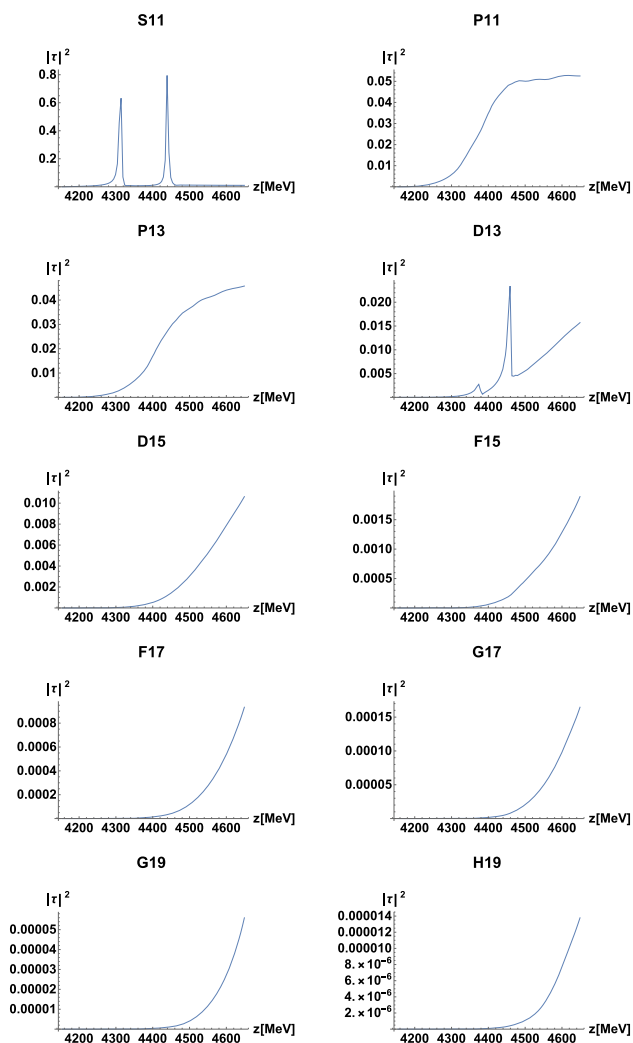 S11
|τ| 2
0.8
0.6
0.4
0.2
4200 4300 4400 4500 4600 z[MeV]
P11
|τ| 2
0.05
0.04
0.03
0.02
0.01
4200 4300 4400 4500 4600 z[MeV]
P13
|τ| 2
0.04
0.03
0.02
0.01
4200 4300 4400 4500 4600 z[MeV]
D13
|τ| 2
0.020
0.015
0.010
0.005
4200 4300 4400 4500 4600 z[MeV]
D15
|τ| 2
0.010
0.008
0.006
0.004
0.002
4200 4300 4400 4500 4600 z[MeV]
F15
|τ| 2
0.0015
0.0010
0.0005
4200 4300 4400 4500 4600 z[MeV]
F17
|τ| 2
0.0008
0.0006
0.0004
0.0002
4200 4300 4400 4500 4600 z[MeV]
G17
|τ| 2
0.00015
0.00010
0.00005
4200 4300 4400 4500 4600 z[MeV]
G19
|τ| 2
0.00005
0.00004
0.00003
0.00002
0.00001
4200 4300 4400 4500 4600 z[MeV]
H19
|τ| 2
0.000014
0.000012
0.000010
8. × 10⁻⁶
6. × 10⁻⁶
4. × 10⁻⁶
2. × 10⁻⁶
4200 4300 4400 4500 4600 z[MeV]